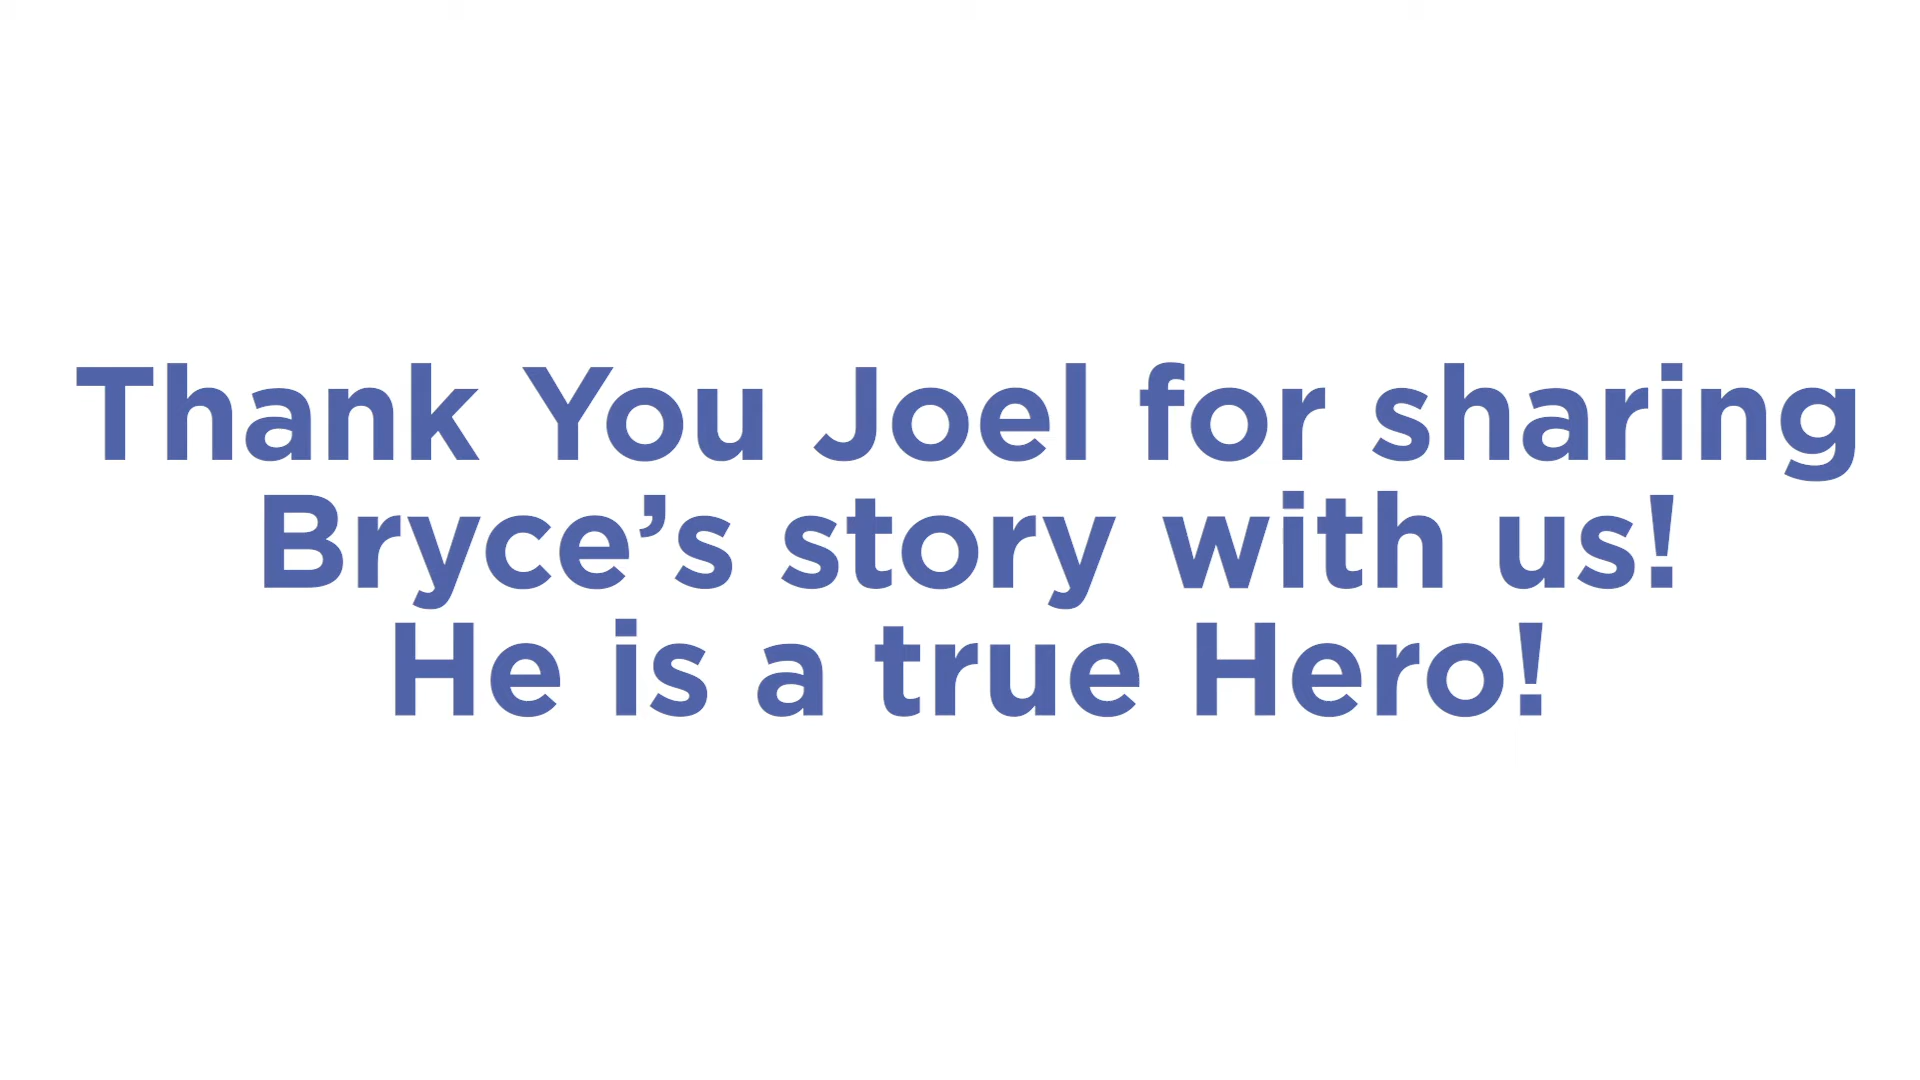 Thank You Joel for sharing
Bryce’s story with us!
He is a true Hero!